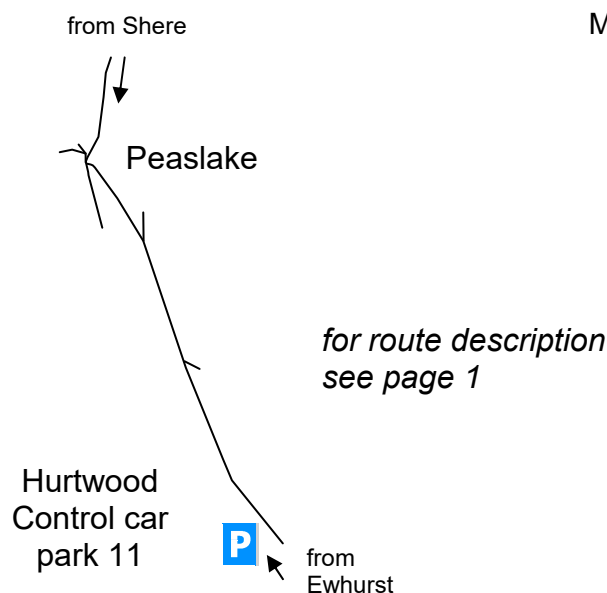 from Shere
M
Peaslake
for route description
see page 1
Hurtwood
Control car
park 11
P
from
Ewhurst